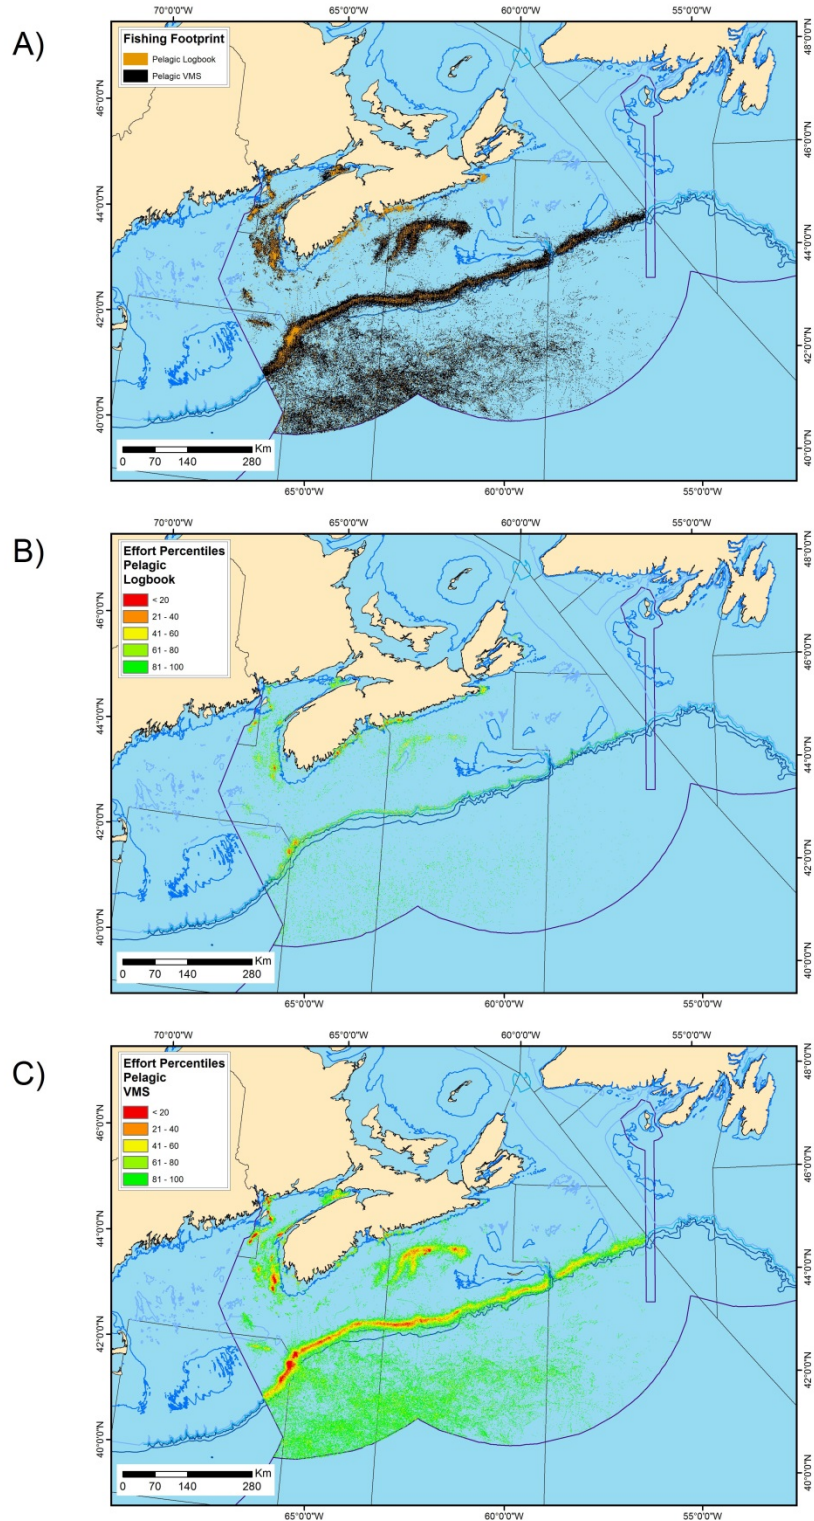 A)
70°0'0"W 65°0'0"W 60°0'0"W 55°0'0"W
Fishing Footprint
Pelagic Logbook
Pelagic VMS
48°0'0"N
46°0'0"N 46°0'0"N
44°0'0"N 44°0'0"N
42°0'0"N 42°0'0"N
40°0'0"N 40°0'0"N
Km
0 70 140 280
65°0'0"W 60°0'0"W 55°0'0"W
B)
70°0'0"W 65°0'0"W 60°0'0"W 55°0'0"W
Effort Percentiles
Pelagic
Logbook
< 20
21 - 40
41 - 60
61 - 80
81 - 100
48°0'0"N
46°0'0"N 46°0'0"N
44°0'0"N 44°0'0"N
42°0'0"N 42°0'0"N
40°0'0"N 40°0'0"N
Km
0 70 140 280
65°0'0"W 60°0'0"W 55°0'0"W
C)
70°0'0"W 65°0'0"W 60°0'0"W 55°0'0"W
Effort Percentiles
Pelagic
VMS
< 20
21 - 40
41 - 60
61 - 80
81 - 100
48°0'0"N
46°0'0"N 46°0'0"N
44°0'0"N 44°0'0"N
42°0'0"N 42°0'0"N
40°0'0"N 40°0'0"N
Km
0 70 140 280
65°0'0"W 60°0'0"W 55°0'0"W